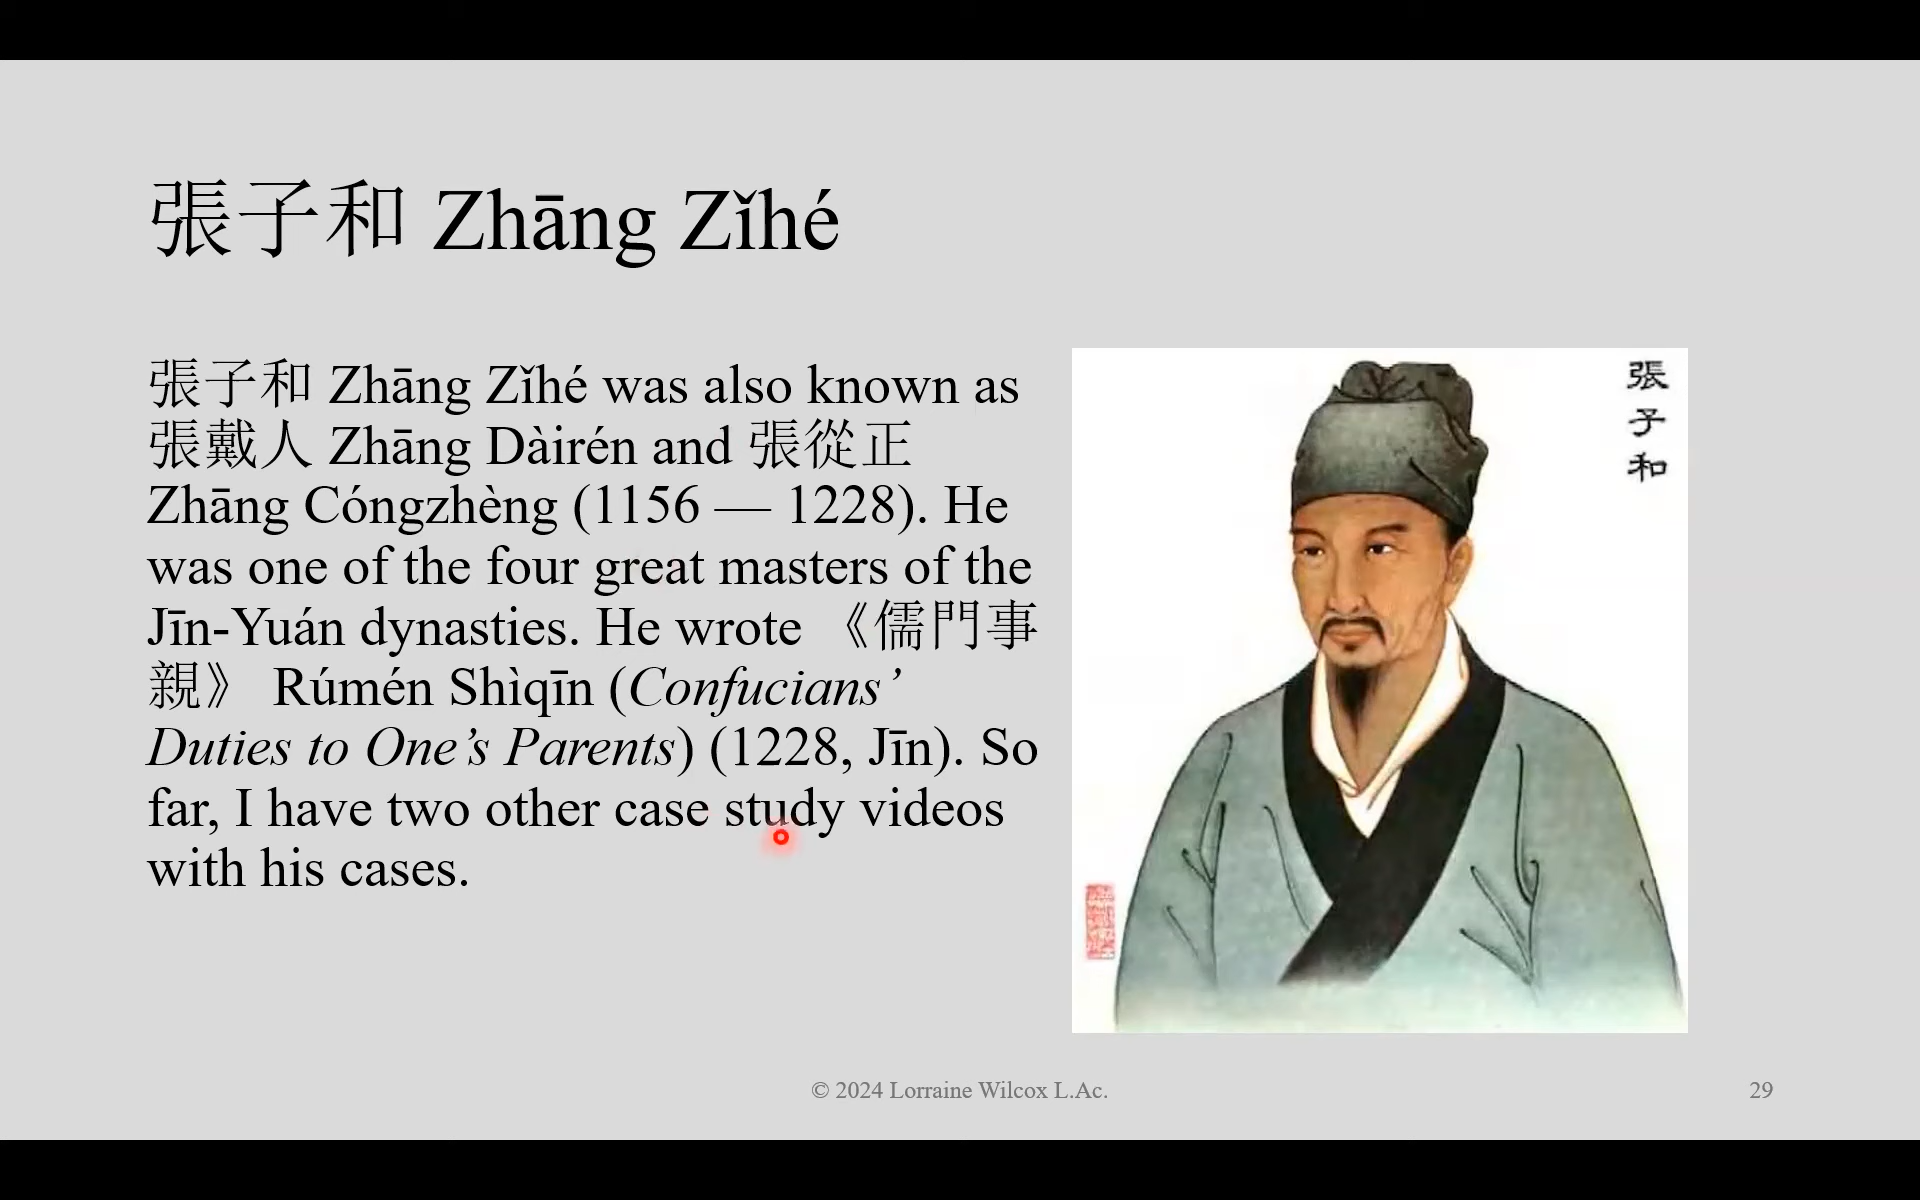 張子和 Zhāng Zǐhé
張子和 Zhāng Zǐhé was also known as
張戴人 Zhāng Dàirén and 張從正
Zhāng Cóngzhèng (1156 — 1228). He
was one of the four great masters of the
Jīn-Yuán dynasties. He wrote 《儒門事
親》 Rúmén Shìqīn (Confucians’
Duties to One’s Parents) (1228, Jīn). So
far, I have two other case study videos
with his cases.
張
子
和
© 2024 Lorraine Wilcox L.Ac.
29